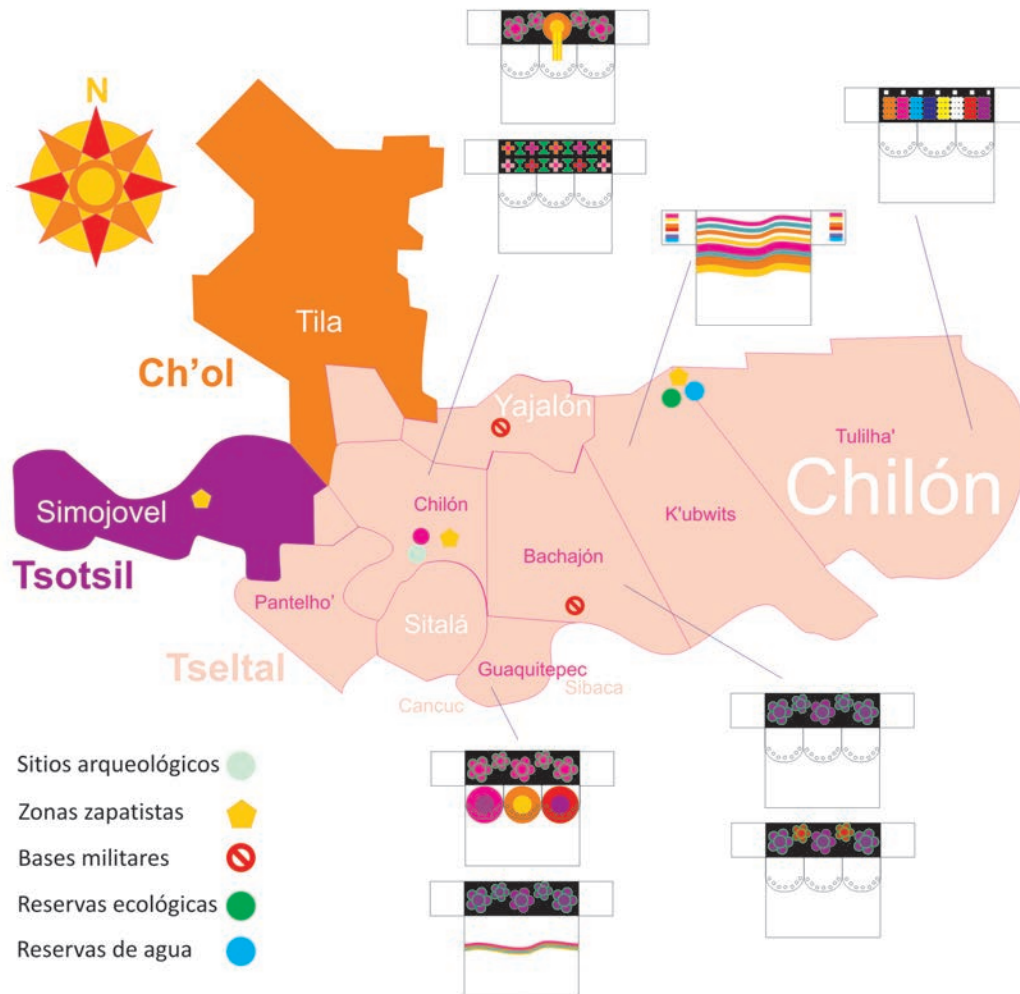 N
Tila
Ch'ol
Yajalón
Tulilha'
Chilón
Simojovel
Chilón
K'ubwits
Bachajón
Tsotsil
Pantelho'
Sitalá
Tseltal
Guaquitepec
Sibaca
Cancuc
Sitios arqueológicos
Zonas zapatistas
Bases militares
Reservas ecológicas
Reservas de agua